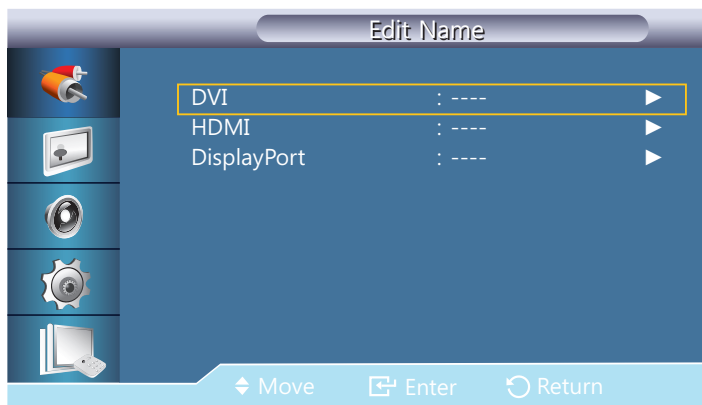 Edit Name
DVI : ---- ►
HDMI : ---- ►
DisplayPort : ---- ►
Move Enter Return